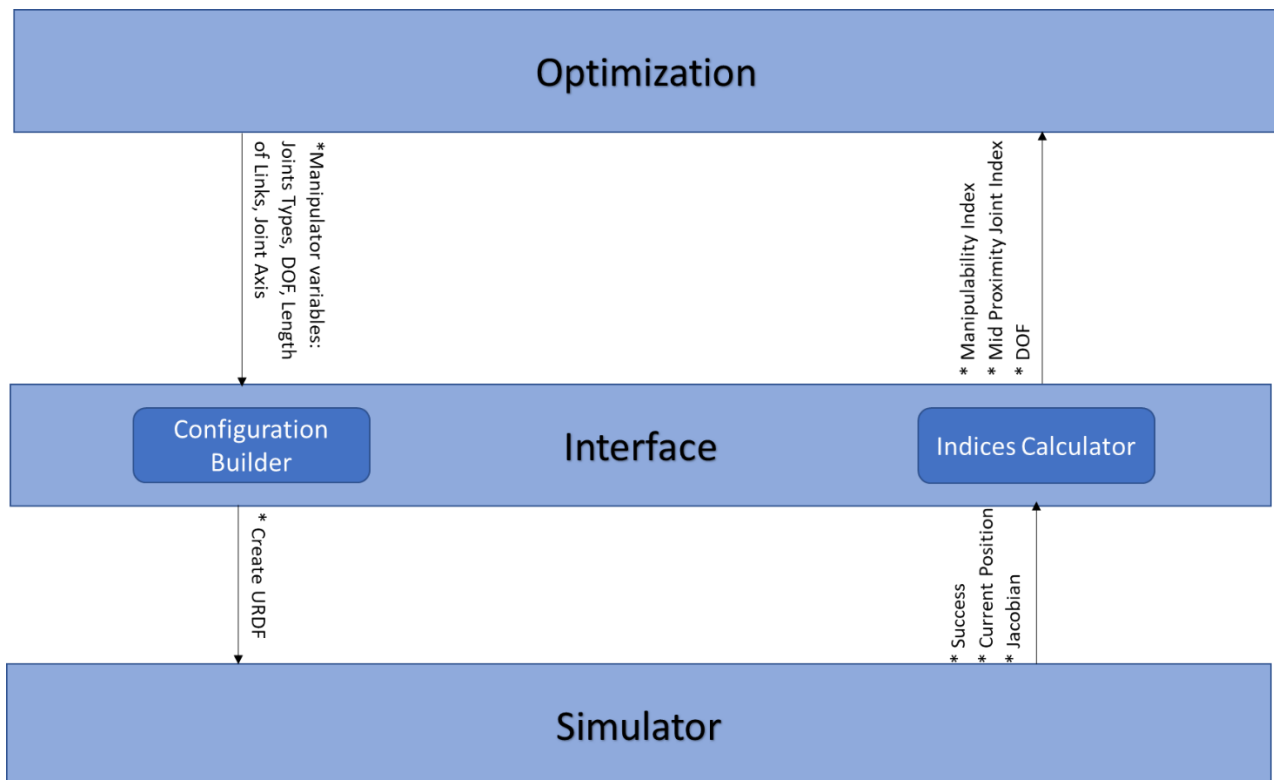 Optimization
*Manipulator variables:
Joints Types, DOF, Length
of Links, Joint Axis
* Manipulability Index
* Mid Proximity Joint Index
* DOF
Configuration
Builder
Interface
Indices Calculator
* Create URDF
* Success
* Current Position
* Jacobian
Simulator